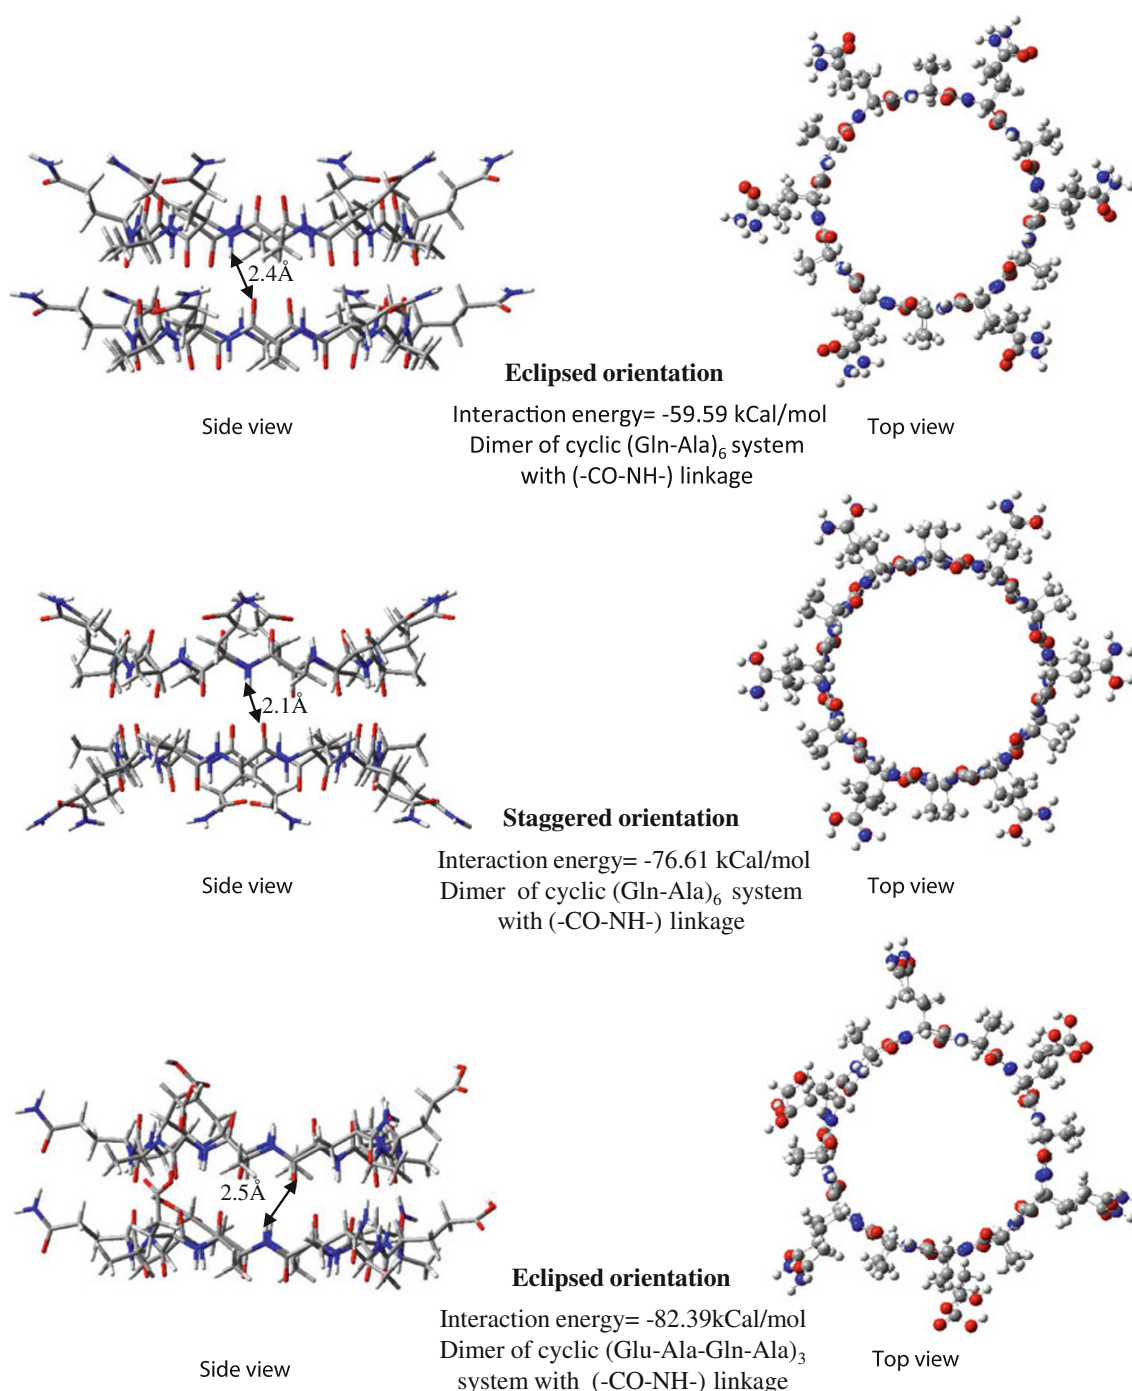 2.4Å
Eclipsed orientation
Interaction energy= -59.59 kCal/mol
Dimer of cyclic (Gln-Ala)₆ system
with (-CO-NH-) linkage
Side view
Top view
2.1Å
Staggered orientation
Interaction energy= -76.61 kCal/mol
Dimer of cyclic (Gln-Ala)₆ system
with (-CO-NH-) linkage
Side view
Top view
2.5Å
Eclipsed orientation
Interaction energy= -82.39kCal/mol
Dimer of cyclic (Glu-Ala-Gln-Ala)₃
system with (-CO-NH-) linkage
Side view
Top view